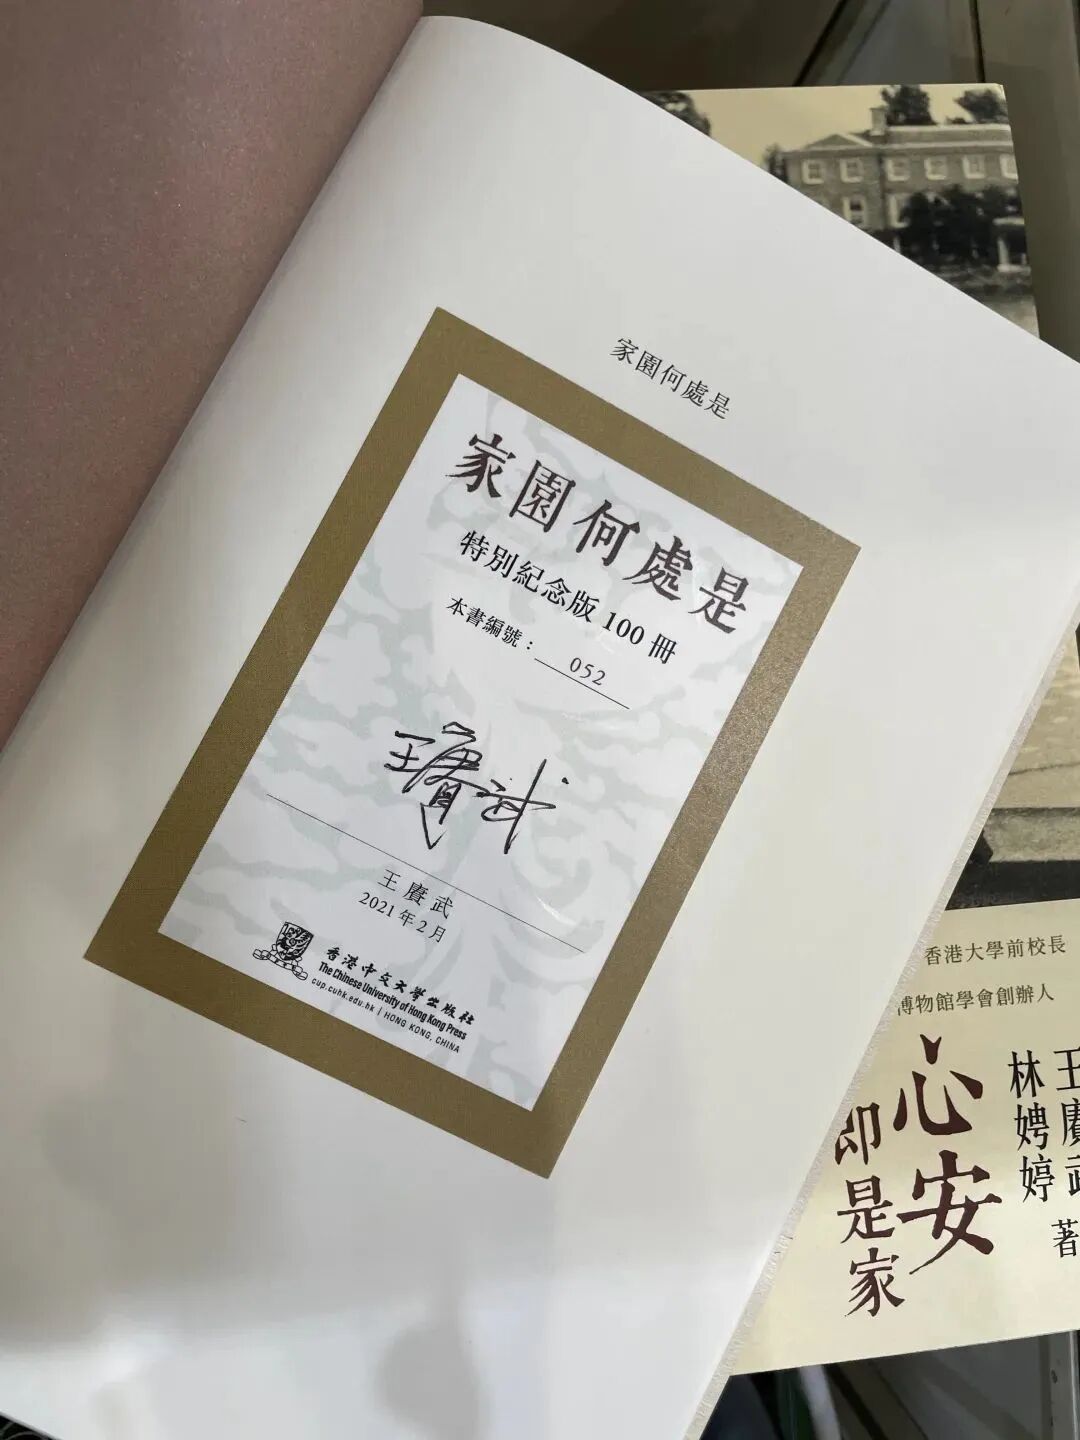 家園何處是
家園何處是
特別紀念版 100 冊
本書編號：052
王賡武
王賡武
2021 年 2 月
香港中文大學出版社
The Chinese University of Hong Kong Press
cup.cuhk.edu.hk | HONG KONG, CHINA
香港大學前校長
博物館學會創辦人
王賡武
林娉婷
著
心安
即是家